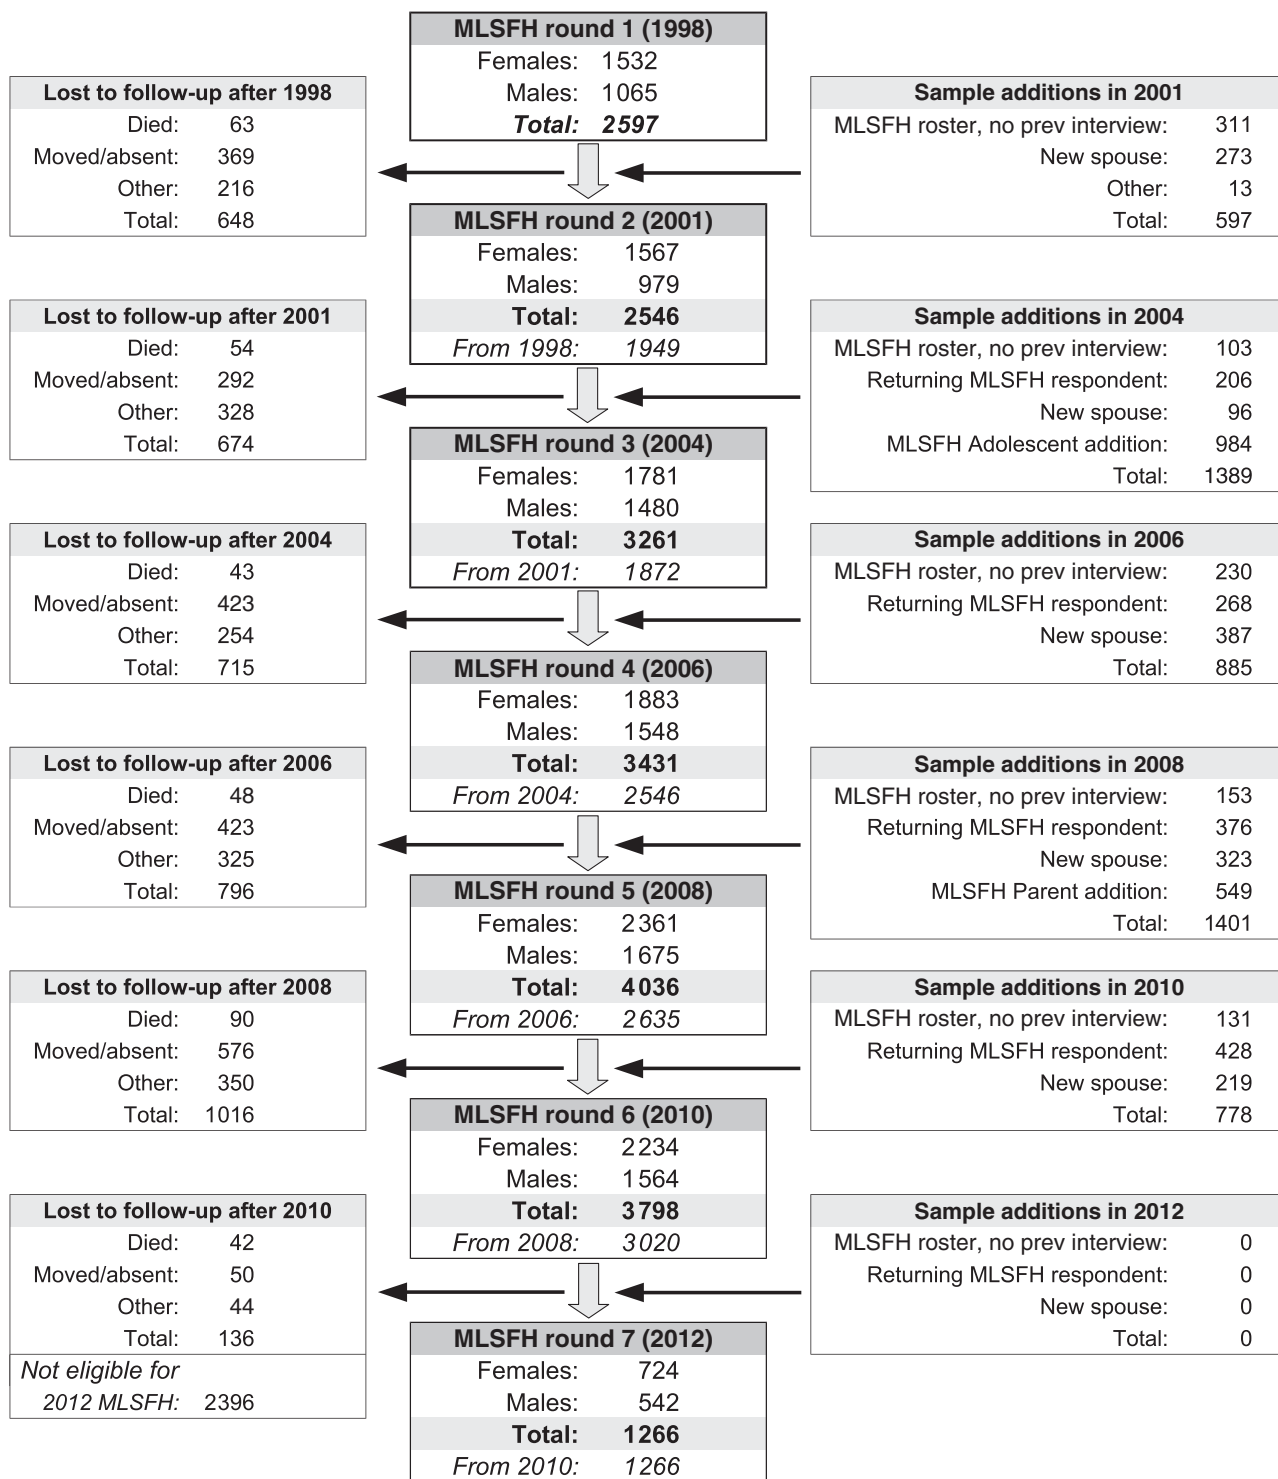 MLSFH round 1 (1998)
Females: 1532
Males: 1065
Total: 2597
Lost to follow-up after 1998
Died: 63
Moved/absent: 369
Other: 216
Total: 648
Sample additions in 2001
MLSFH roster, no prev interview: 311
New spouse: 273
Other: 13
Total: 597
MLSFH round 2 (2001)
Females: 1567
Males: 979
Total: 2546
From 1998: 1949
Lost to follow-up after 2001
Died: 54
Moved/absent: 292
Other: 328
Total: 674
Sample additions in 2004
MLSFH roster, no prev interview: 103
Returning MLSFH respondent: 206
New spouse: 96
MLSFH Adolescent addition: 984
Total: 1389
MLSFH round 3 (2004)
Females: 1781
Males: 1480
Total: 3261
From 2001: 1872
Lost to follow-up after 2004
Died: 43
Moved/absent: 423
Other: 254
Total: 715
Sample additions in 2006
MLSFH roster, no prev interview: 230
Returning MLSFH respondent: 268
New spouse: 387
Total: 885
MLSFH round 4 (2006)
Females: 1883
Males: 1548
Total: 3431
From 2004: 2546
Lost to follow-up after 2006
Died: 48
Moved/absent: 423
Other: 325
Total: 796
Sample additions in 2008
MLSFH roster, no prev interview: 153
Returning MLSFH respondent: 376
New spouse: 323
MLSFH Parent addition: 549
Total: 1401
MLSFH round 5 (2008)
Females: 2361
Males: 1675
Total: 4036
From 2006: 2635
Lost to follow-up after 2008
Died: 90
Moved/absent: 576
Other: 350
Total: 1016
Sample additions in 2010
MLSFH roster, no prev interview: 131
Returning MLSFH respondent: 428
New spouse: 219
Total: 778
MLSFH round 6 (2010)
Females: 2234
Males: 1564
Total: 3798
From 2008: 3020
Lost to follow-up after 2010
Died: 42
Moved/absent: 50
Other: 44
Total: 136
Not eligible for
2012 MLSFH: 2396
Sample additions in 2012
MLSFH roster, no prev interview: 0
Returning MLSFH respondent: 0
New spouse: 0
Total: 0
MLSFH round 7 (2012)
Females: 724
Males: 542
Total: 1266
From 2010: 1266